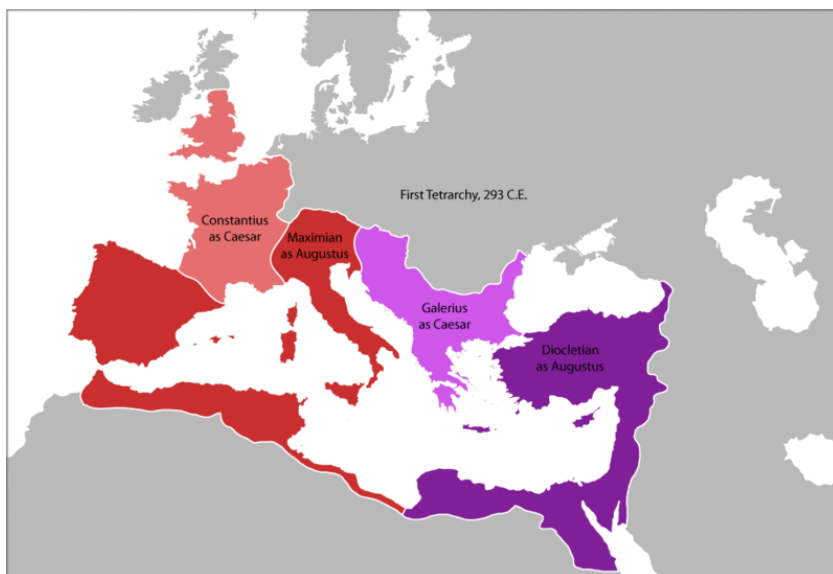 First Tetrarchy, 293 C.E.
Constantius
as Caesar
Maximian
as Augustus
Galerius
as Caesar
Diocletian
as Augustus